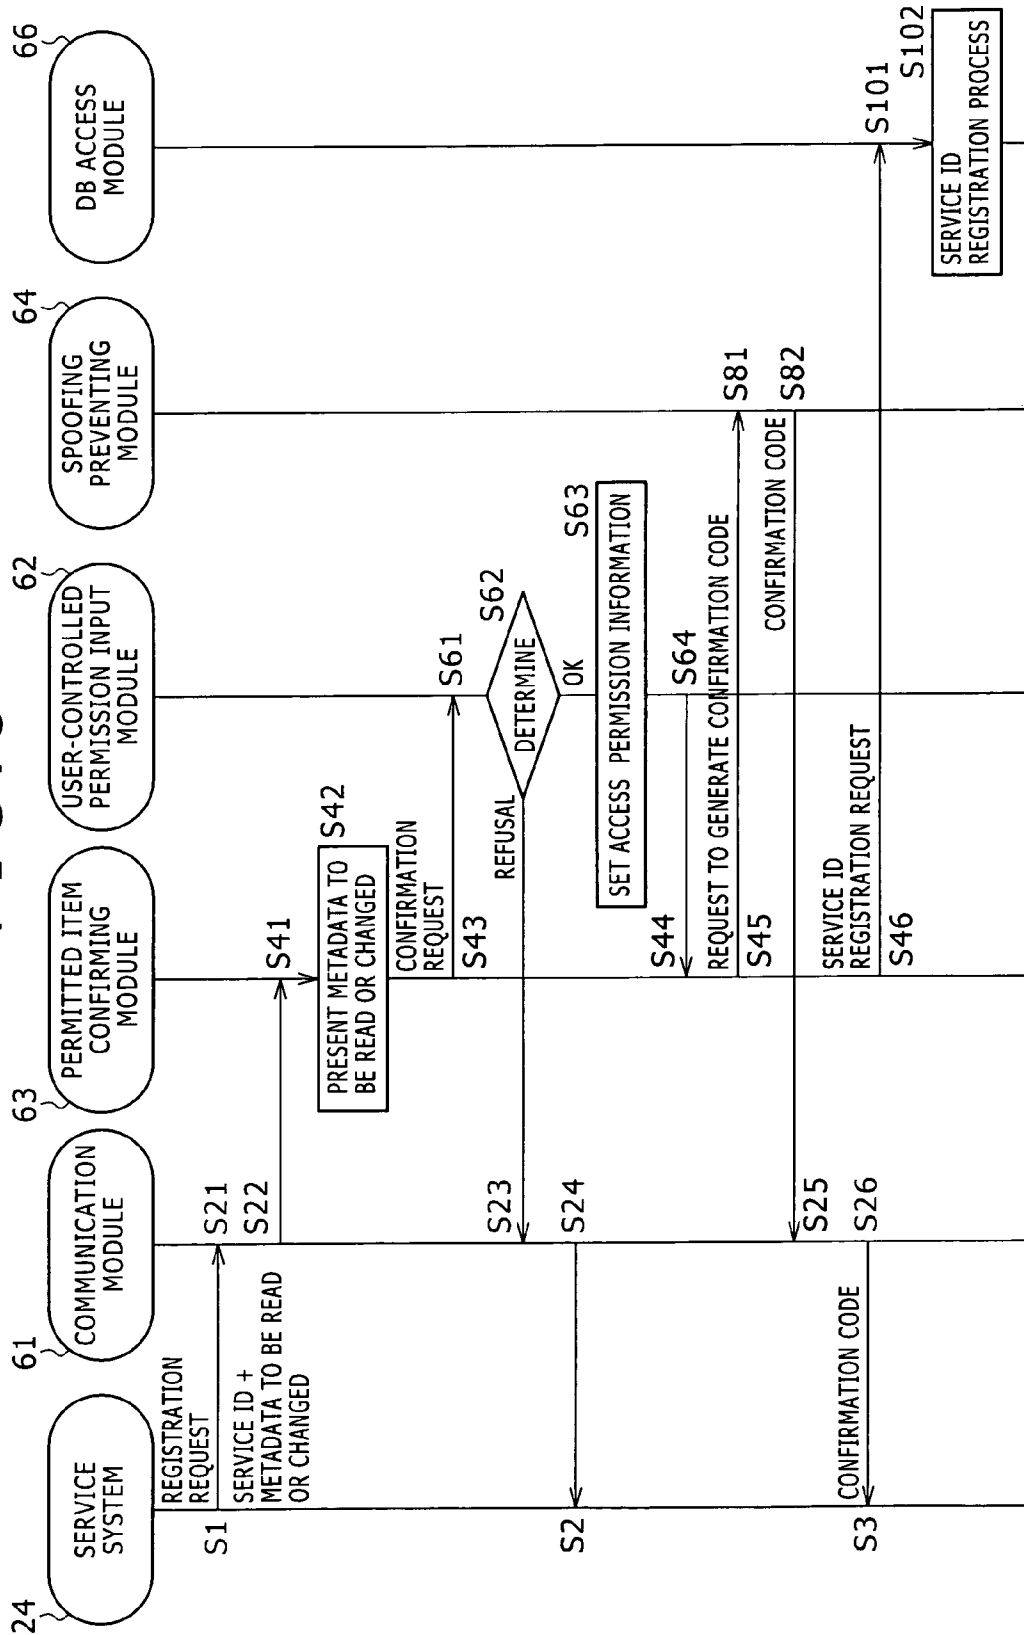 24
SERVICE
SYSTEM
61
COMMUNICATION
MODULE
63
PERMITTED ITEM
CONFIRMING
MODULE
62
USER-CONTROLLED
PERMISSION INPUT
MODULE
64
SPOOFING
PREVENTING
MODULE
66
DB ACCESS
MODULE
REGISTRATION
REQUEST
S1
S21
SERVICE ID +
METADATA TO BE READ
OR CHANGED
S22
S41
PRESENT METADATA TO
BE READ OR CHANGED
S42
CONFIRMATION
REQUEST
S43
S61
DETERMINE
S62
REFUSAL
OK
S23
S24
S2
SET ACCESS PERMISSION INFORMATION
S63
S64
S44
REQUEST TO GENERATE CONFIRMATION CODE
S45
S81
CONFIRMATION CODE
S82
S25
S26
CONFIRMATION CODE
S3
SERVICE ID
REGISTRATION REQUEST
S46
S101
S102
SERVICE ID
REGISTRATION PROCESS